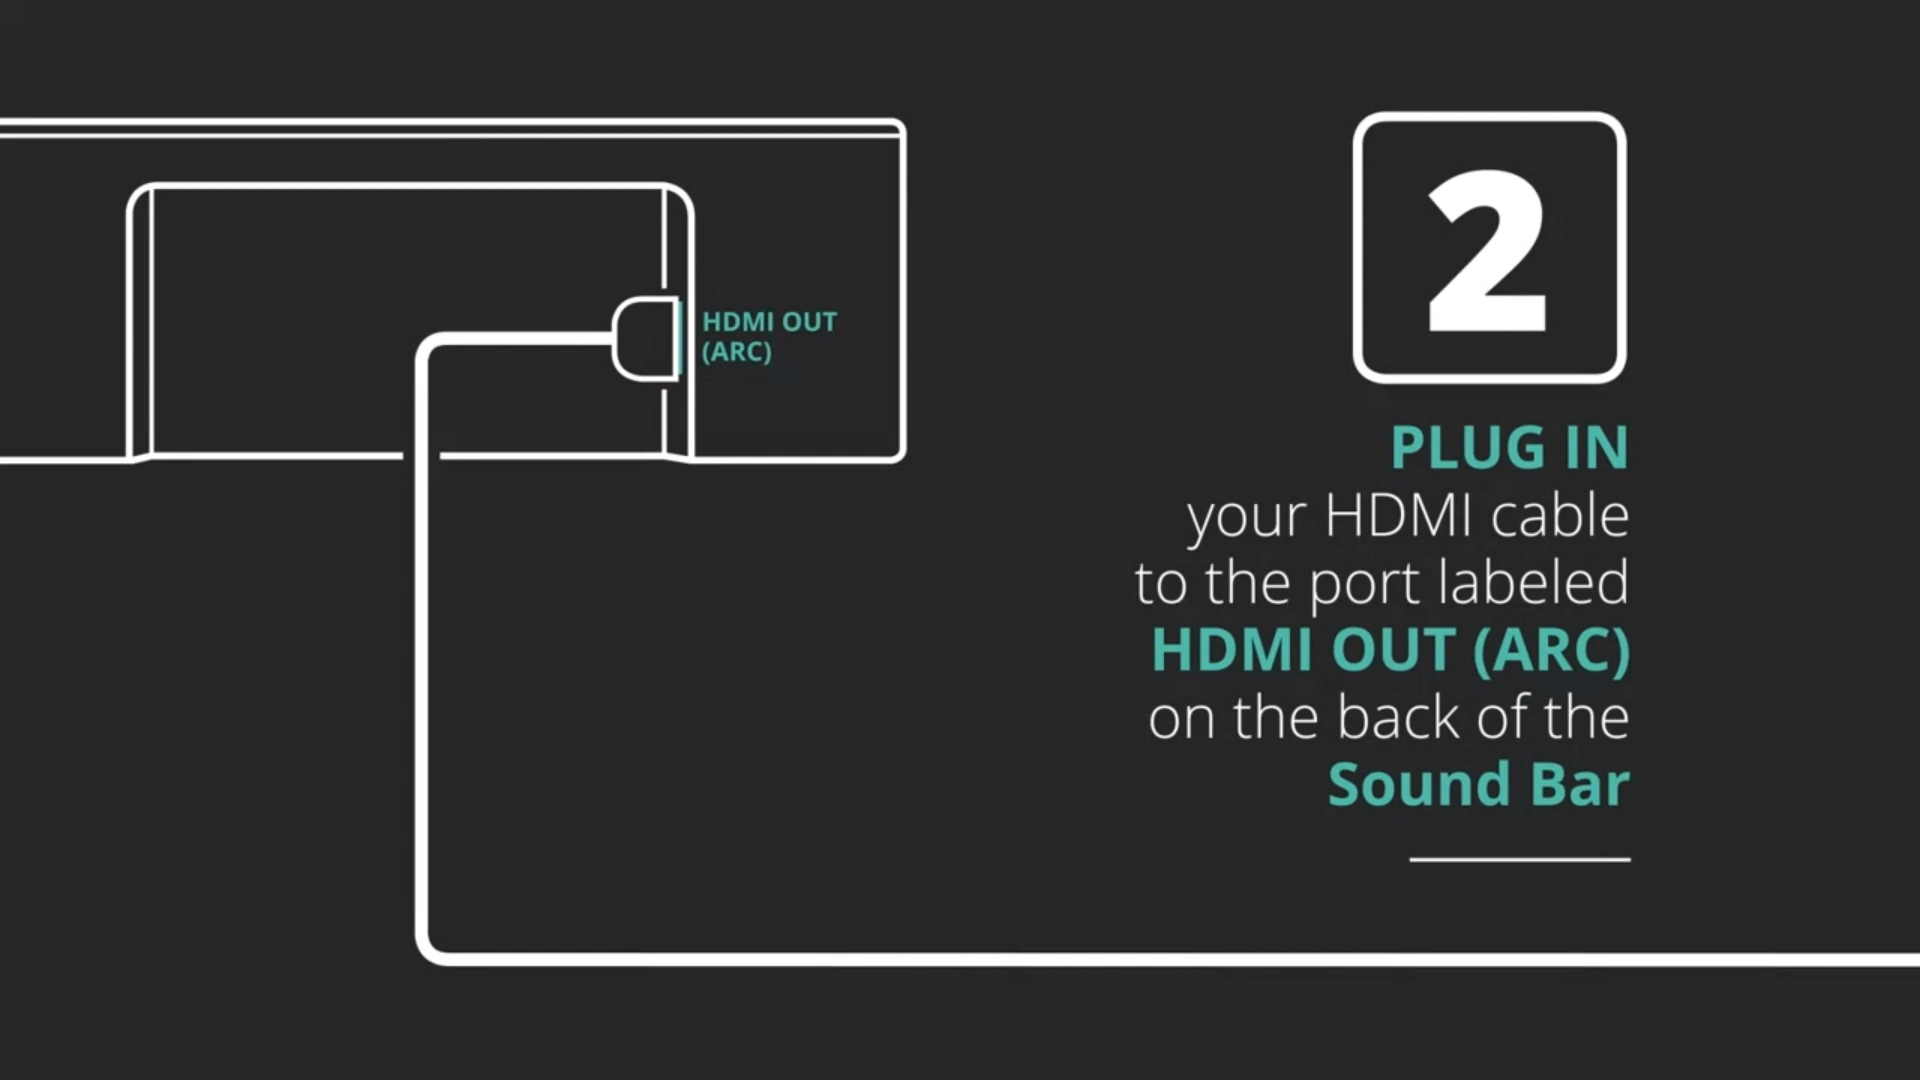 HDMI OUT
(ARC)
2
PLUG IN
your HDMI cable
to the port labeled
HDMI OUT (ARC)
on the back of the
Sound Bar